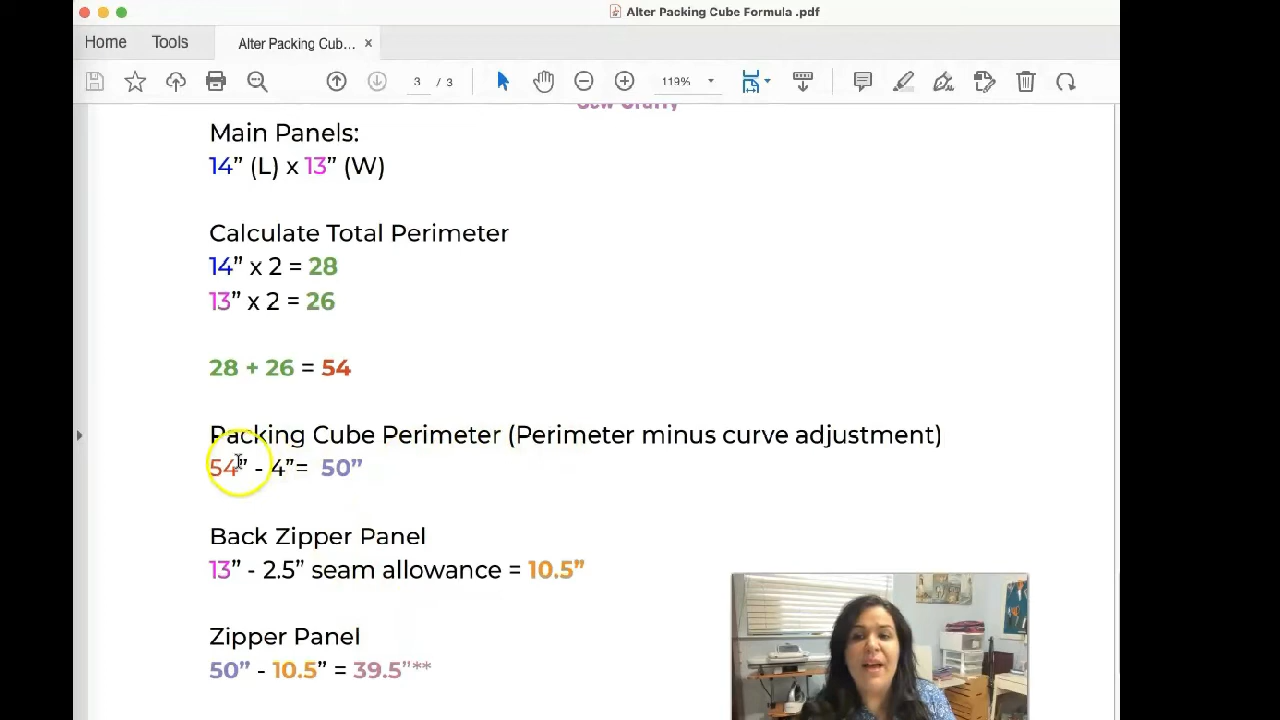 Alter Packing Cube Formula .pdf
Home Tools Alter Packing Cub... ×
3 / 3 119%
Main Panels:
14” (L) x 13” (W)
Calculate Total Perimeter
14” x 2 = 28
13” x 2 = 26
28 + 26 = 54
Packing Cube Perimeter (Perimeter minus curve adjustment)
54” - 4”= 50”
Back Zipper Panel
13” - 2.5” seam allowance = 10.5”
Zipper Panel
50” - 10.5” = 39.5”**